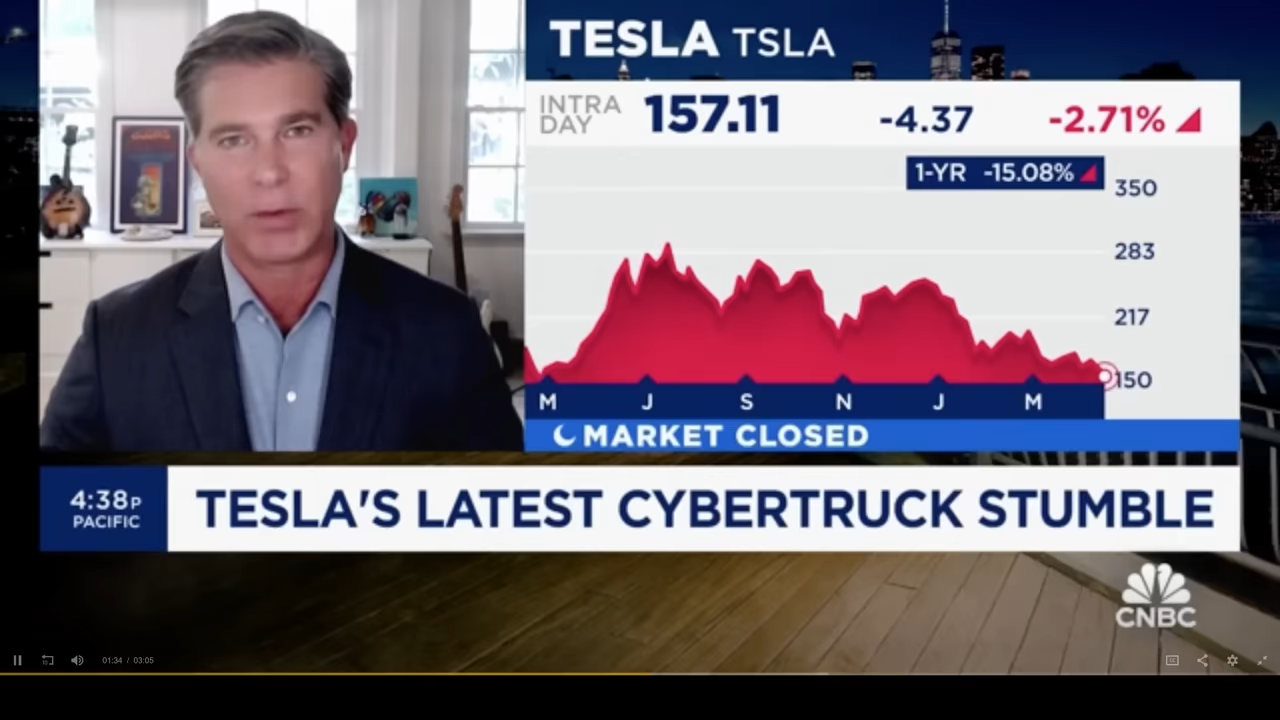 TESLA TSLA
INTRA
DAY
157.11 -4.37 -2.71%
1-YR -15.08%
350
283
217
150
M J S N J M
MARKET CLOSED
4:38P
PACIFIC
TESLA'S LATEST CYBERTRUCK STUMBLE
CNBC
01:34 / 03:05